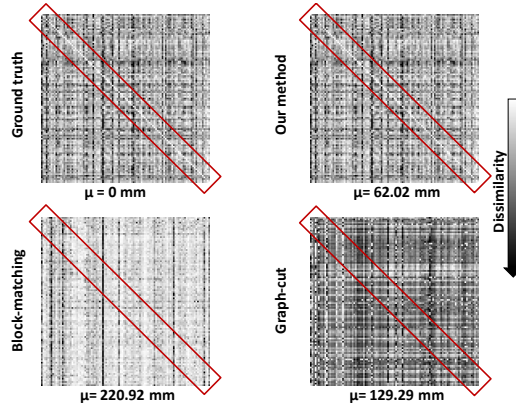 Ground truth
μ = 0 mm
Our method
μ = 62.02 mm
Dissimilarity
Block-matching
μ= 220.92 mm
Graph-cut
μ= 129.29 mm